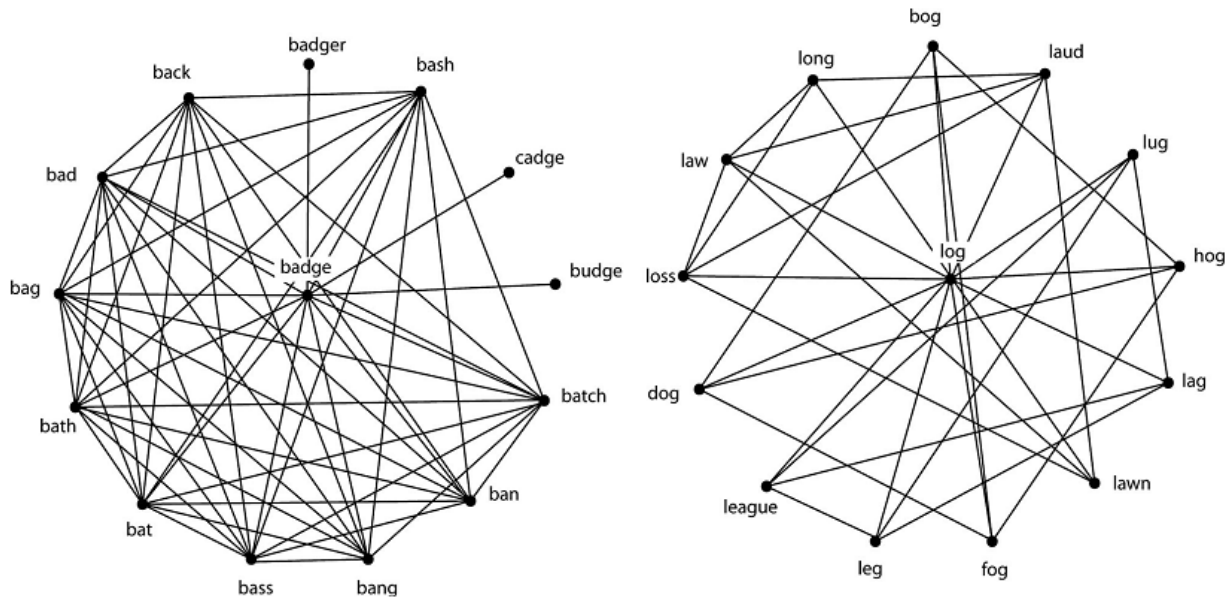 badger
back
bash
bad
cadge
badge
bag
budge
bath
batch
bat
ban
bass
bang
bog
long
laud
lug
law
log
hog
loss
dog
lag
league
lawn
leg
fog